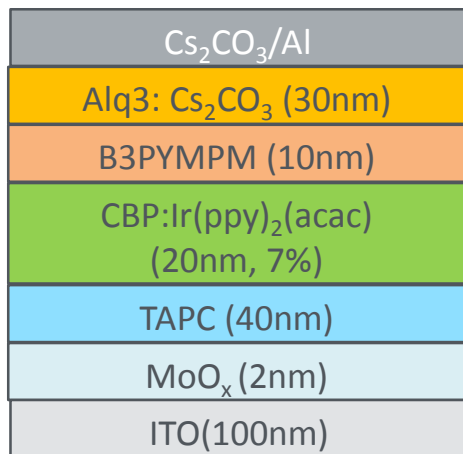 Cs₂CO₃/Al
Alq3: Cs₂CO₃ (30nm)
B3PYMPM (10nm)
CBP:Ir(ppy)₂(acac)
(20nm, 7%)
TAPC (40nm)
MoOₓ (2nm)
ITO(100nm)